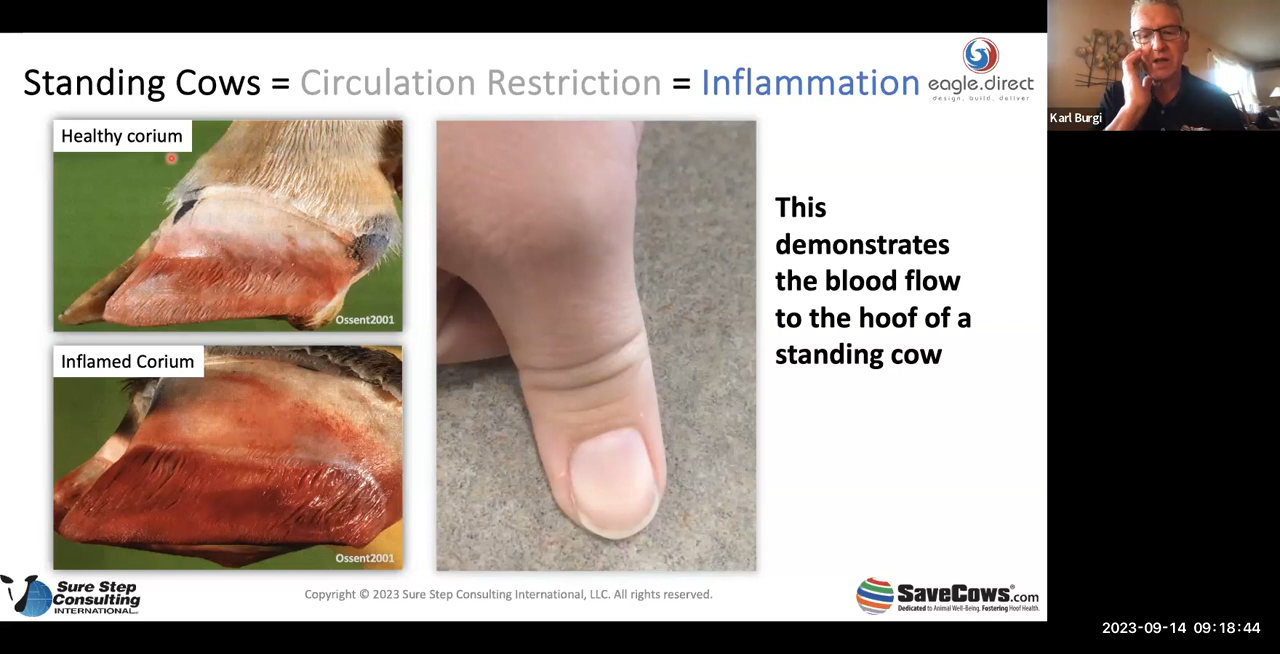 Standing Cows = Circulation Restriction = Inflammation
eagle.direct
design. build. deliver
Healthy corium
Ossent2001
Inflamed Corium
Ossent2001
This
demonstrates
the blood flow
to the hoof of a
standing cow
Sure Step
Consulting
INTERNATIONAL
Copyright © 2023 Sure Step Consulting International, LLC. All rights reserved.
SaveCows.com
Dedicated to Animal Well-Being. Fostering Hoof Health.
Karl Burgi
2023-09-14 09:18:44